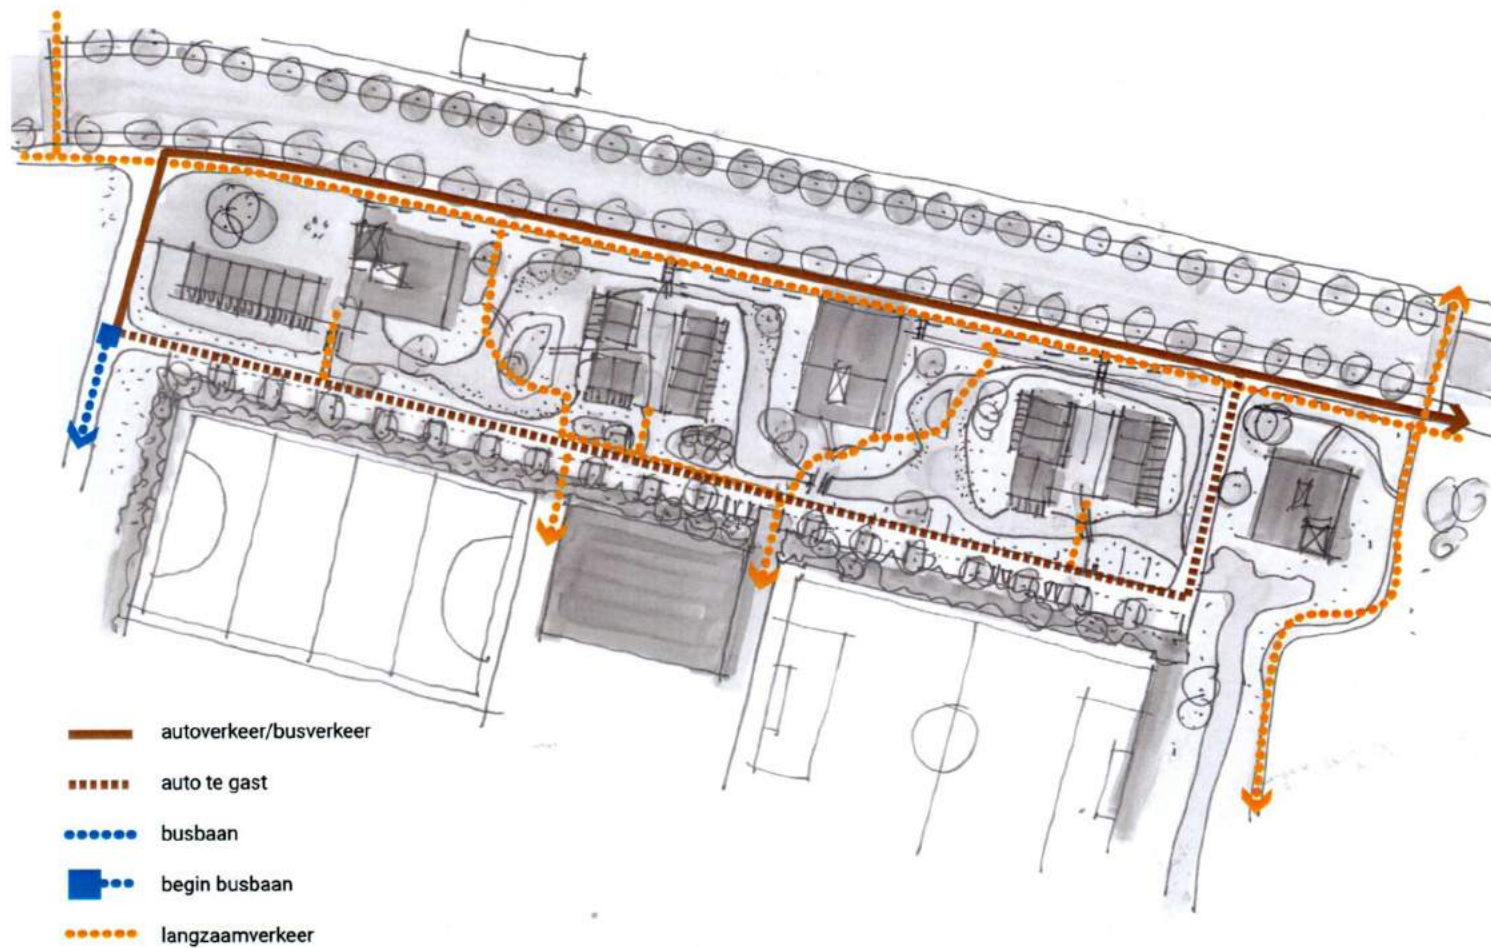 autoverkeer/busverkeer
auto te gast
busbaan
begin busbaan
langzaamverkeer